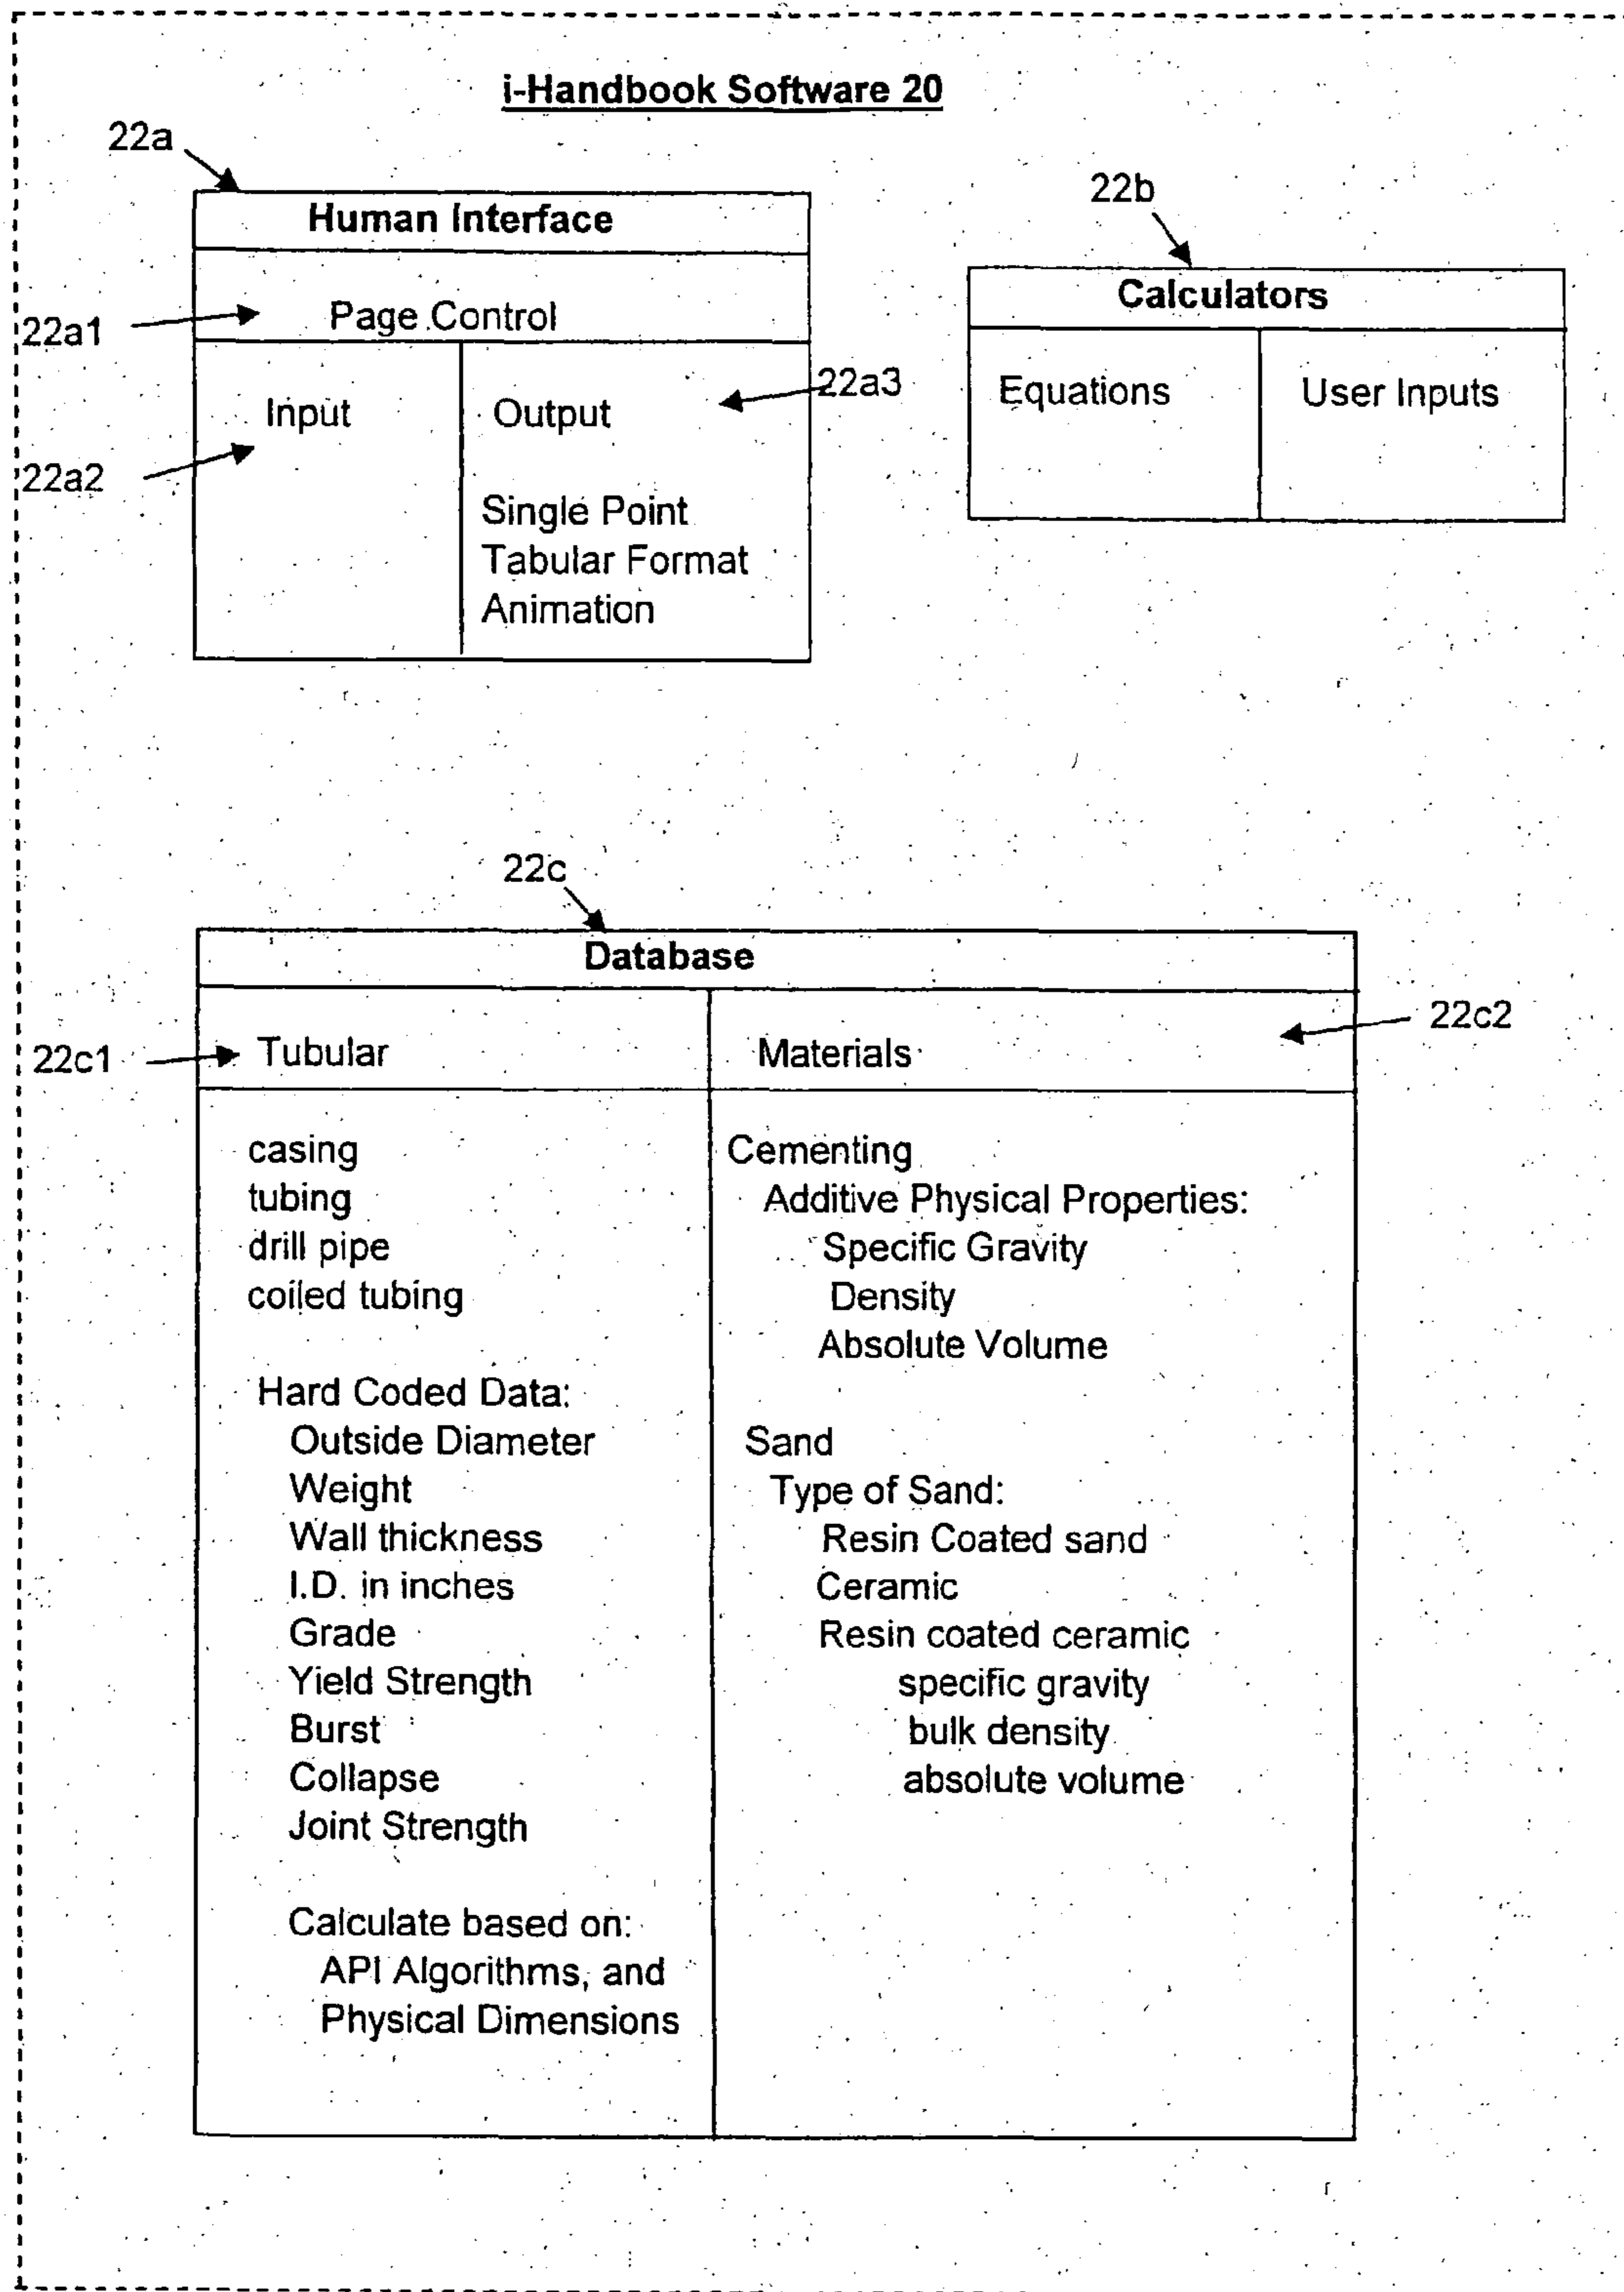 i-Handbook Software 20
22a
Human Interface
22a1
Page Control
22a2
Input
Output
22a3
Single Point
Tabular Format
Animation
22b
Calculators
Equations
User Inputs
22c
Database
22c1
Tubular
Materials
22c2
casing
tubing
drill pipe
coiled tubing
Hard Coded Data:
Outside Diameter
Weight
Wall thickness
I.D. in inches
Grade
Yield Strength
Burst
Collapse
Joint Strength
Calculate based on:
API Algorithms, and
Physical Dimensions
Cementing
Additive Physical Properties:
Specific Gravity
Density
Absolute Volume
Sand
Type of Sand:
Resin Coated sand
Ceramic
Resin coated ceramic
specific gravity
bulk density
absolute volume